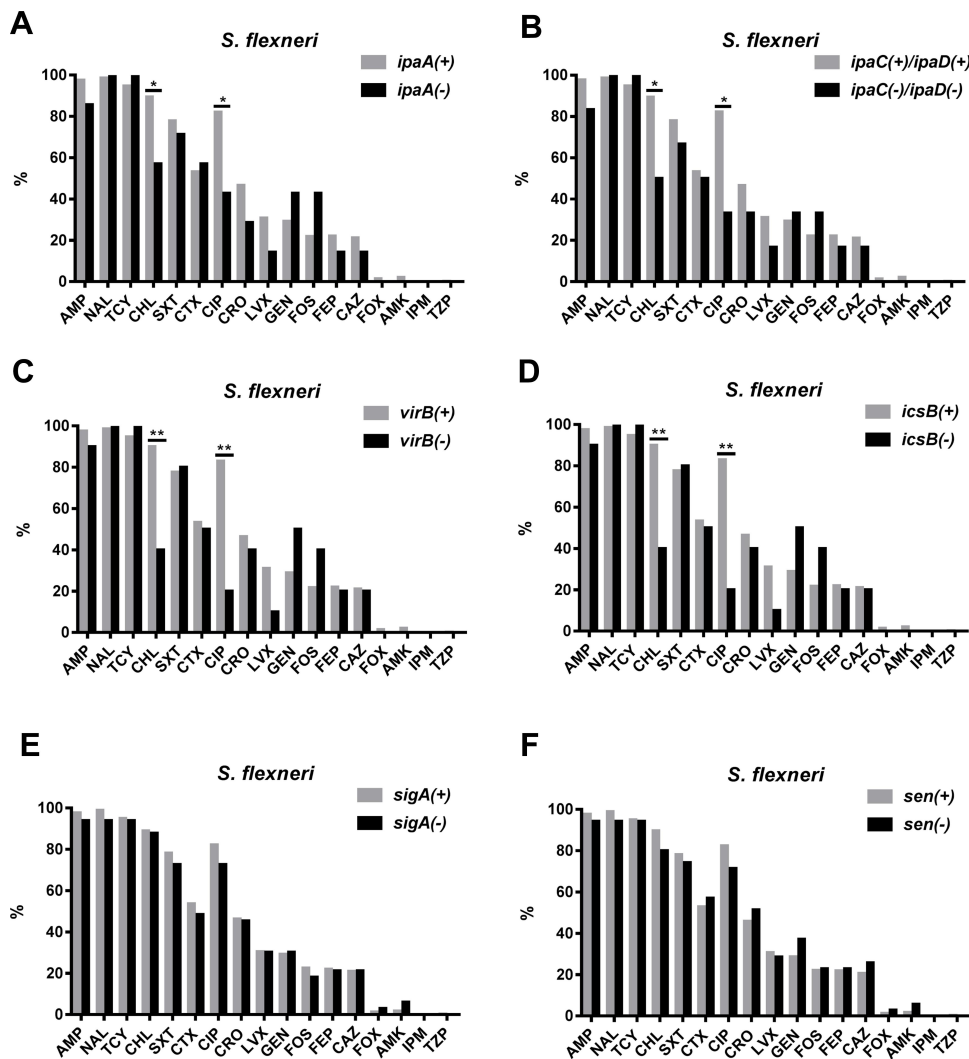 A
S. flexneri
ipaA(+)
ipaA(-)
%
100
80
60
40
20
0
*
*
AMP NAL TCY CHL SXT CTX CIP CRO LVX GEN FOS FEP CAZ FOX AMK IPM TZP
B
S. flexneri
ipaC(+)/ipaD(+)
ipaC(-)/ipaD(-)
%
100
80
60
40
20
0
*
*
AMP NAL TCY CHL SXT CTX CIP CRO LVX GEN FOS FEP CAZ FOX AMK IPM TZP
C
S. flexneri
virB(+)
virB(-)
%
100
80
60
40
20
0
**
**
AMP NAL TCY CHL SXT CTX CIP CRO LVX GEN FOS FEP CAZ FOX AMK IPM TZP
D
S. flexneri
icsB(+)
icsB(-)
%
100
80
60
40
20
0
**
**
AMP NAL TCY CHL SXT CTX CIP CRO LVX GEN FOS FEP CAZ FOX AMK IPM TZP
E
S. flexneri
sigA(+)
sigA(-)
%
100
80
60
40
20
0
AMP NAL TCY CHL SXT CTX CIP CRO LVX GEN FOS FEP CAZ FOX AMK IPM TZP
F
S. flexneri
sen(+)
sen(-)
%
100
80
60
40
20
0
AMP NAL TCY CHL SXT CTX CIP CRO LVX GEN FOS FEP CAZ FOX AMK IPM TZP